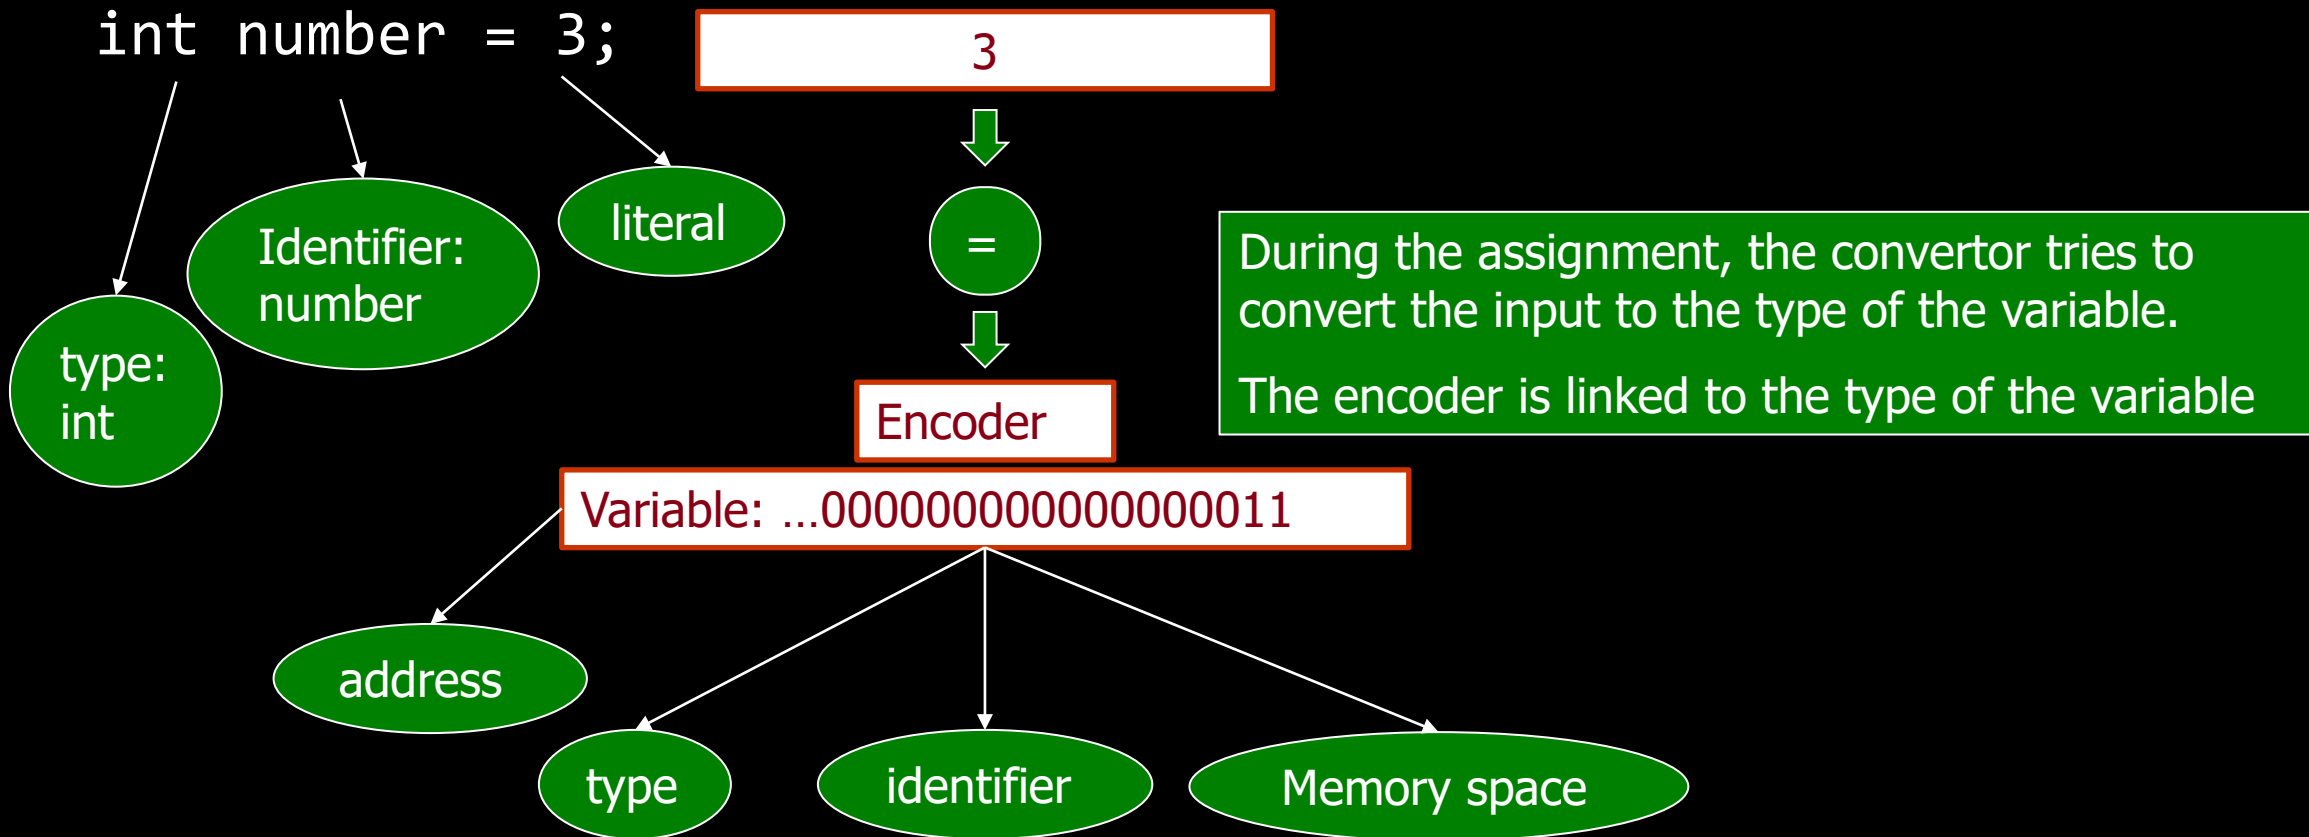 int number = 3;
3
literal
Identifier:
number
=
type:
int
During the assignment, the convertor tries to
convert the input to the type of the variable.
The encoder is linked to the type of the variable
Encoder
Variable: …000000000000000011
address
type
identifier
Memory space